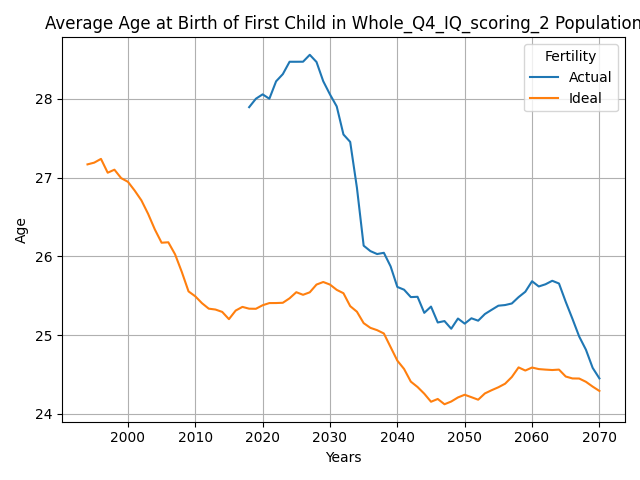 Average Age at Birth of First Child in Whole_Q4_IQ_scoring_2 Population
Fertility
Actual
Ideal
28
27
26
25
24
Age
2000
2010
2020
2030
2040
2050
2060
2070
Years